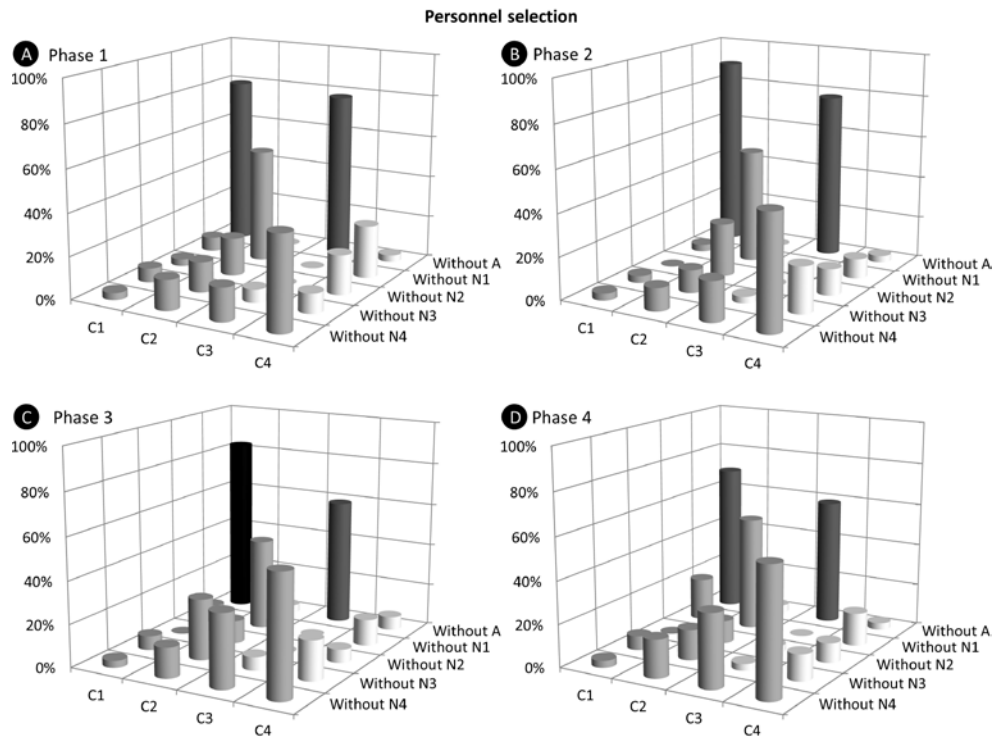 Personnel selection
A Phase 1
100%
80%
60%
40%
20%
0%
C1
C2
C3
C4
Without A
Without N1
Without N2
Without N3
Without N4
B Phase 2
100%
80%
60%
40%
20%
0%
C1
C2
C3
C4
Without A
Without N1
Without N2
Without N3
Without N4
C Phase 3
100%
80%
60%
40%
20%
0%
C1
C2
C3
C4
Without A
Without N1
Without N2
Without N3
Without N4
D Phase 4
100%
80%
60%
40%
20%
0%
C1
C2
C3
C4
Without A
Without N1
Without N2
Without N3
Without N4